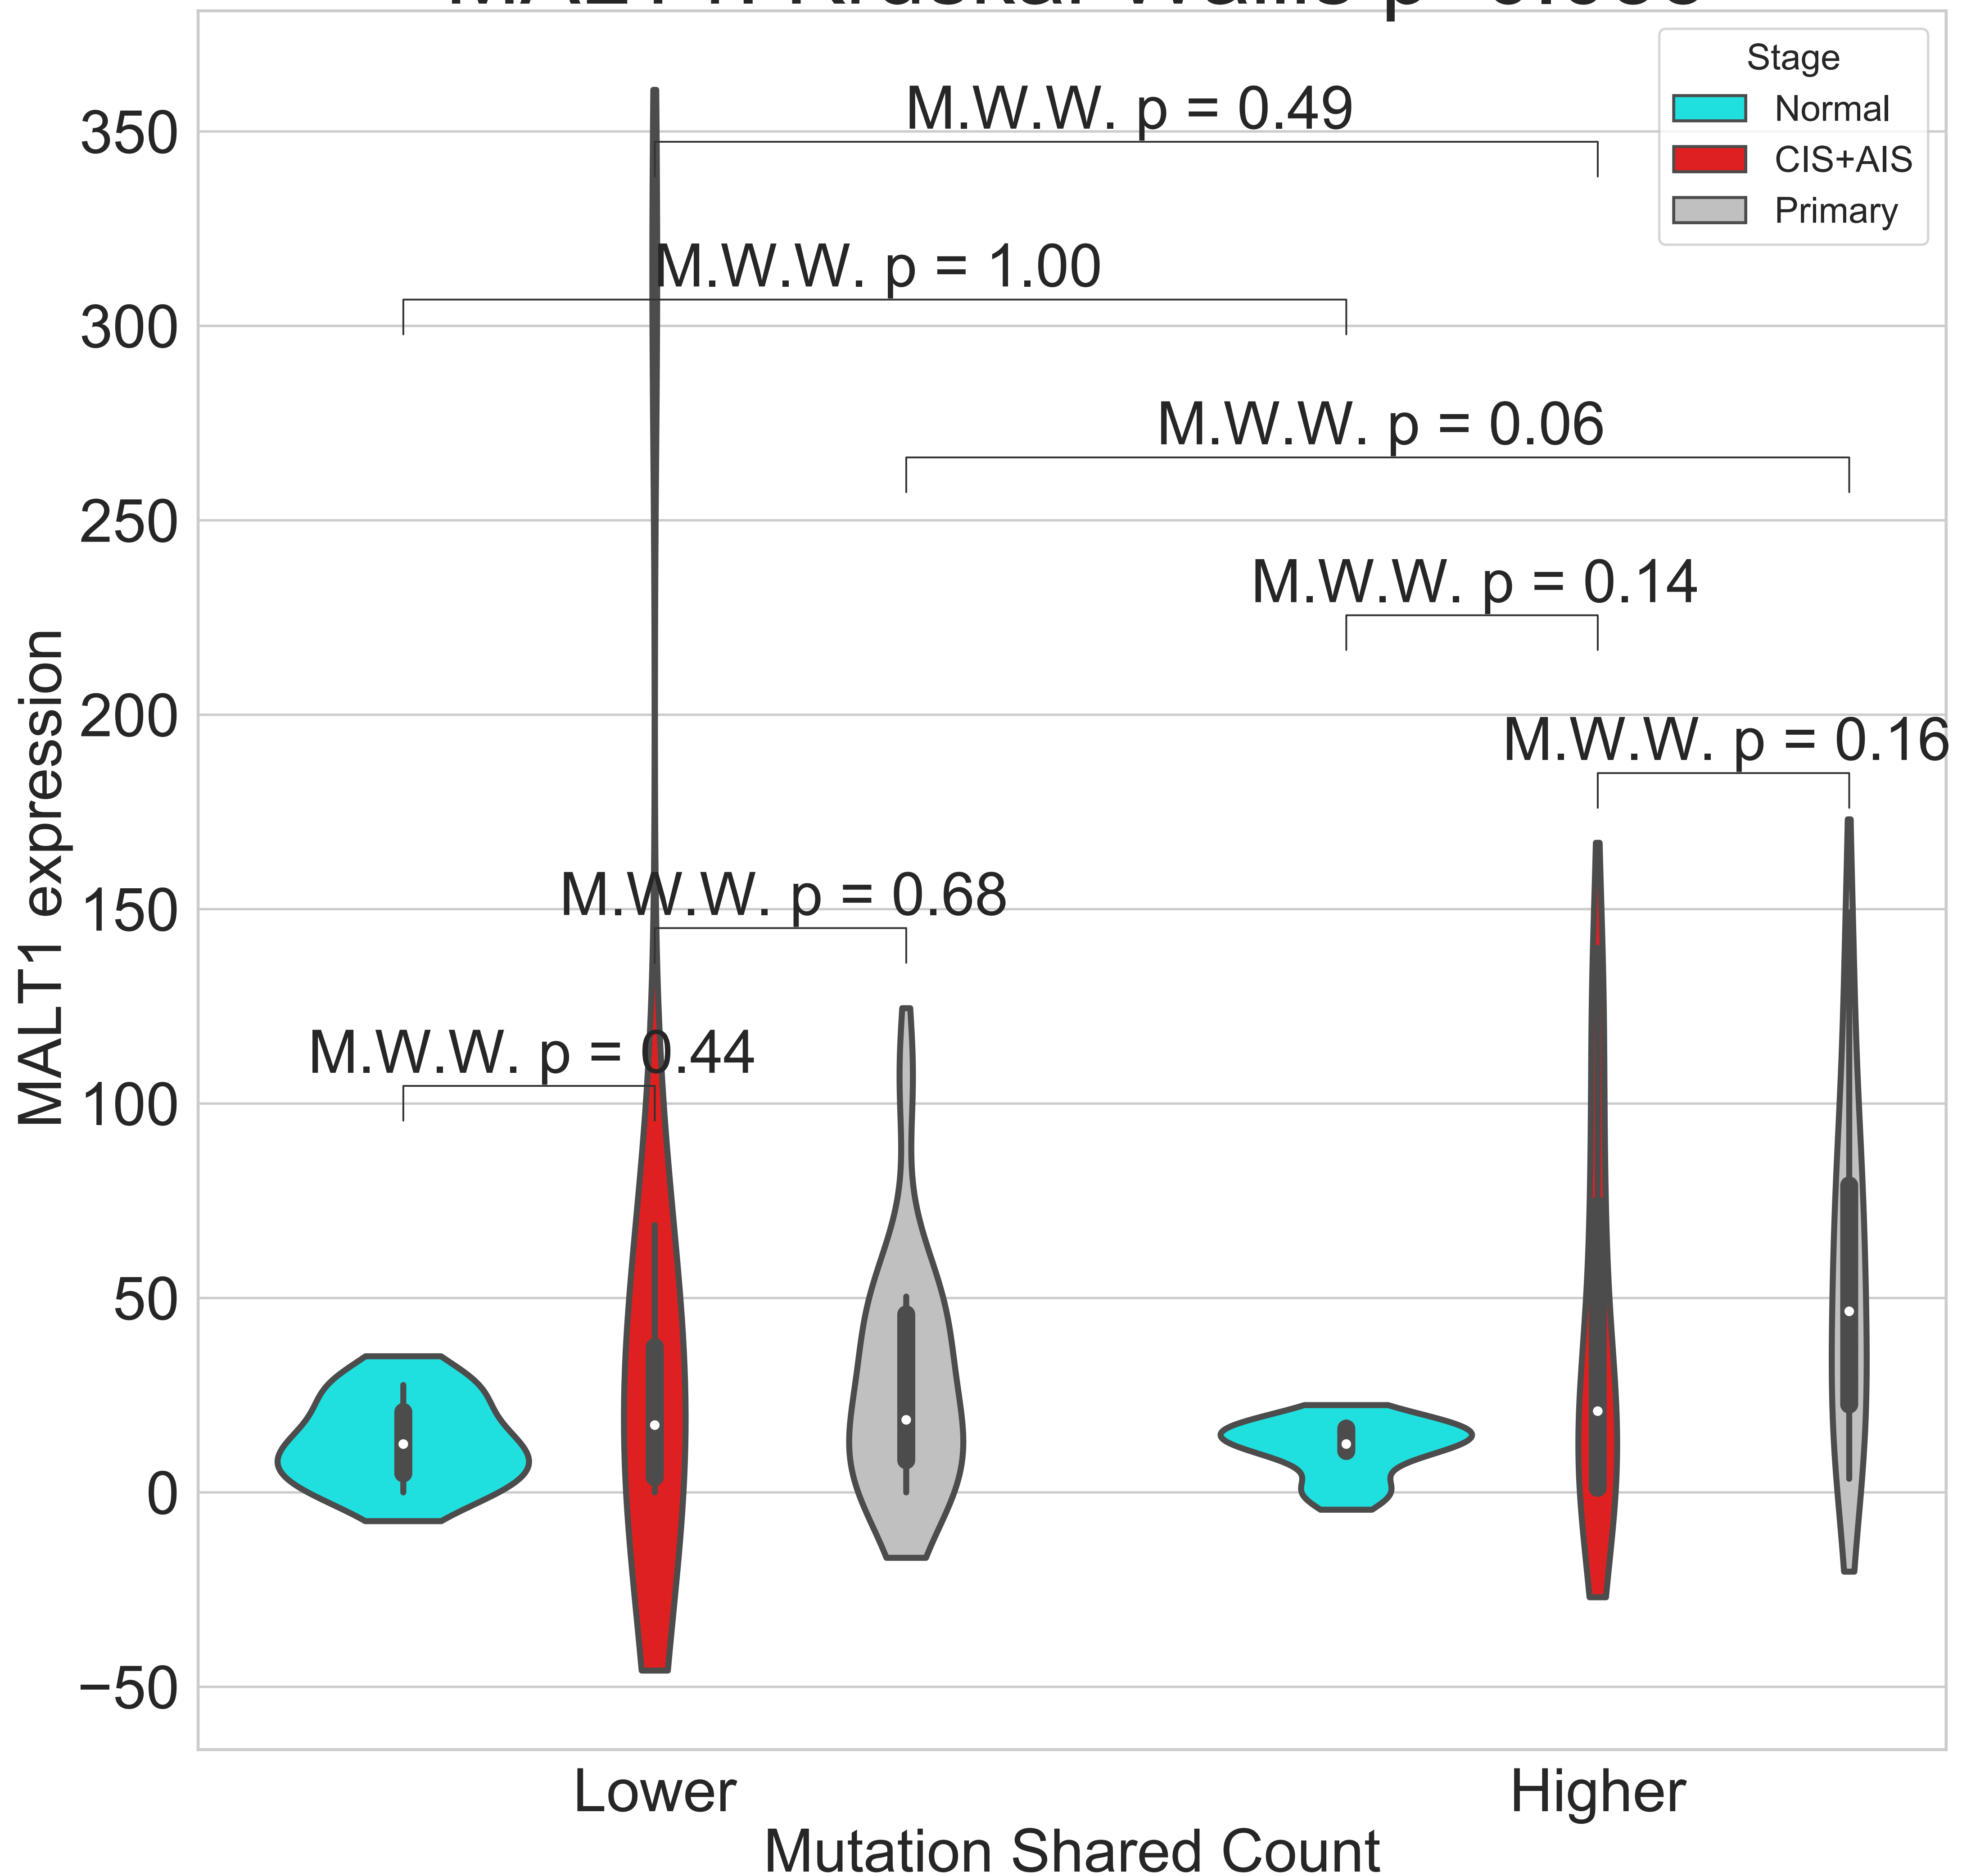 Stage
Normal
CIS+AIS
Primary
M.W.W. p = 0.49
M.W.W. p = 1.00
M.W.W. p = 0.06
M.W.W. p = 0.14
M.W.W. p = 0.16
M.W.W. p = 0.68
M.W.W. p = 0.44
350
300
250
200
150
100
50
0
−50
MALT1 expression
Lower
Higher
Mutation Shared Count